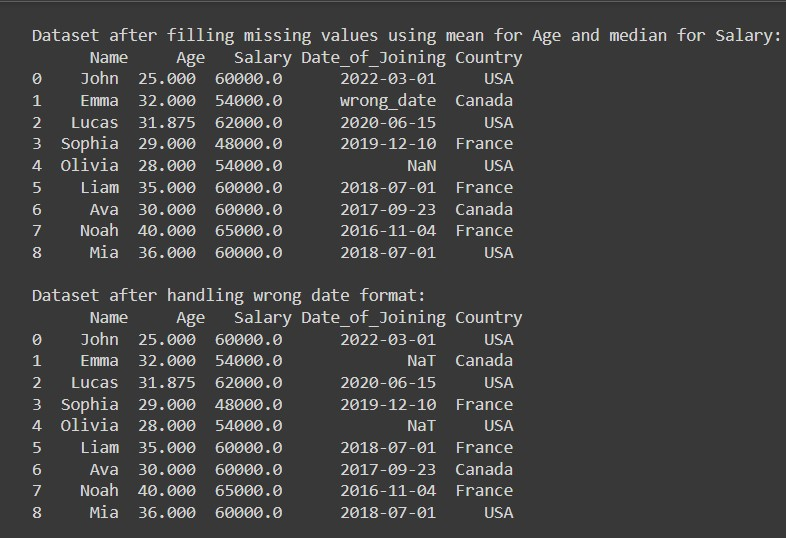 Dataset after filling missing values using mean for Age and median for Salary:
      Name     Age   Salary Date_of_Joining Country
0     John  25.000  60000.0      2022-03-01     USA
1     Emma  32.000  54000.0      wrong_date  Canada
2    Lucas  31.875  62000.0      2020-06-15     USA
3   Sophia  29.000  48000.0      2019-12-10  France
4   Olivia  28.000  54000.0             NaN     USA
5     Liam  35.000  60000.0      2018-07-01  France
6      Ava  30.000  60000.0      2017-09-23  Canada
7     Noah  40.000  65000.0      2016-11-04  France
8      Mia  36.000  60000.0      2018-07-01     USA

Dataset after handling wrong date format:
      Name     Age   Salary Date_of_Joining Country
0     John  25.000  60000.0      2022-03-01     USA
1     Emma  32.000  54000.0             NaT  Canada
2    Lucas  31.875  62000.0      2020-06-15     USA
3   Sophia  29.000  48000.0      2019-12-10  France
4   Olivia  28.000  54000.0             NaT     USA
5     Liam  35.000  60000.0      2018-07-01  France
6      Ava  30.000  60000.0      2017-09-23  Canada
7     Noah  40.000  65000.0      2016-11-04  France
8      Mia  36.000  60000.0      2018-07-01     USA